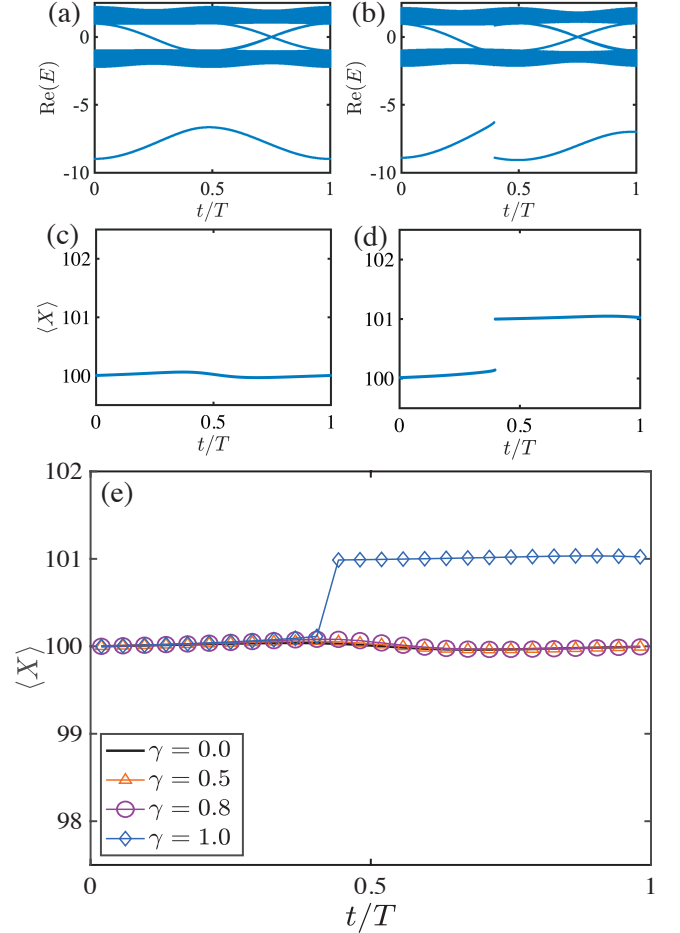 (a) (b)
0 0
Re(E) Re(E)
-5 -5
-10 -10
0 0.5 1 0 0.5 1
t/T t/T
(c) (d)
102 102
⟨X⟩ 101 101
100 100
0 0.5 1 0 0.5 1
t/T t/T
102
(e)
101
100
⟨X⟩
99
98
γ = 0.0
γ = 0.5
γ = 0.8
γ = 1.0
0 0.5 1
t/T